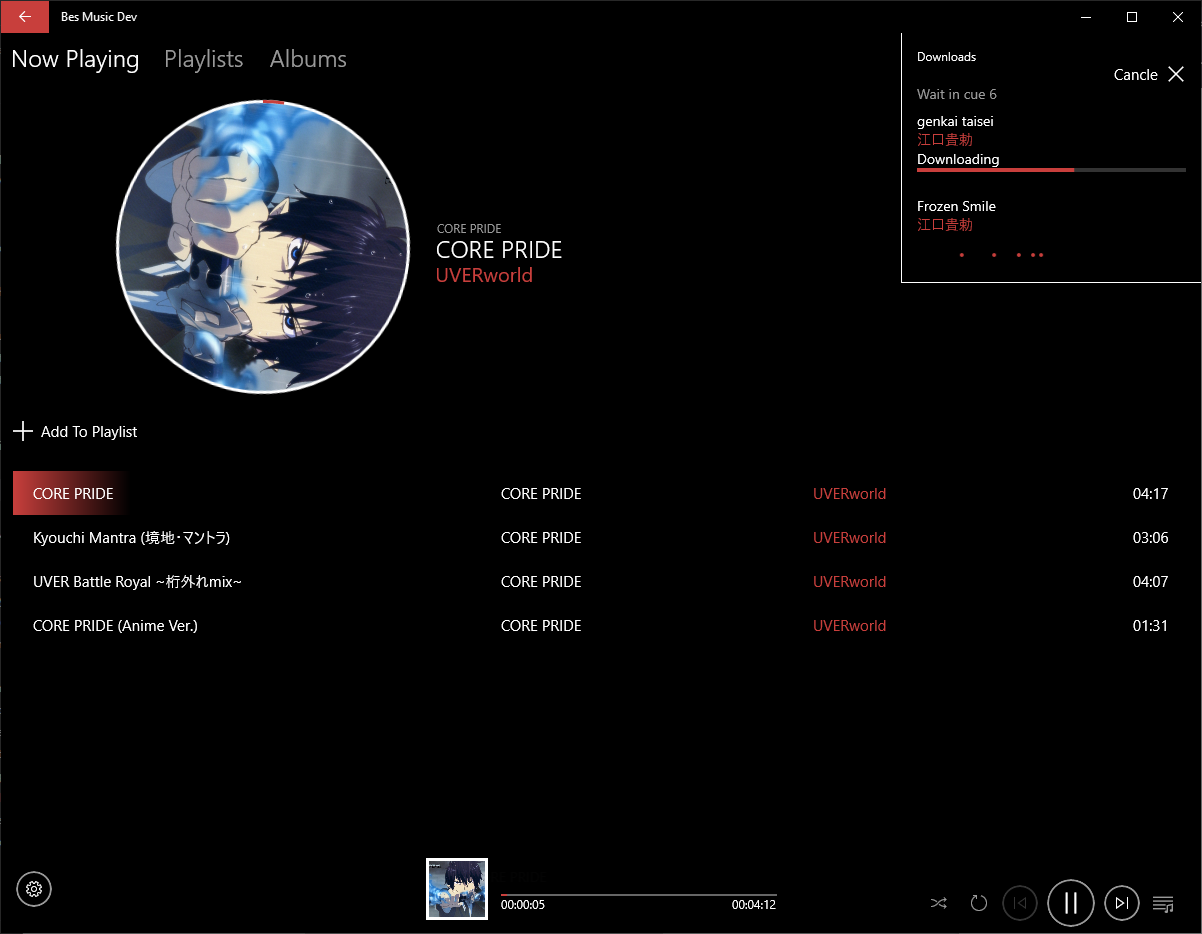 Bes Music Dev
Now Playing Playlists Albums
Downloads
Cancle
Wait in cue 6
genkai taisei
江口貴勅
Downloading
Frozen Smile
江口貴勅
CORE PRIDE
CORE PRIDE
UVERworld
Add To Playlist
CORE PRIDE CORE PRIDE UVERworld 04:17
Kyouchi Mantra (境地･マントラ) CORE PRIDE UVERworld 03:06
UVER Battle Royal ~桁外れmix~ CORE PRIDE UVERworld 04:07
CORE PRIDE (Anime Ver.) CORE PRIDE UVERworld 01:31
00:00:05 00:04:12